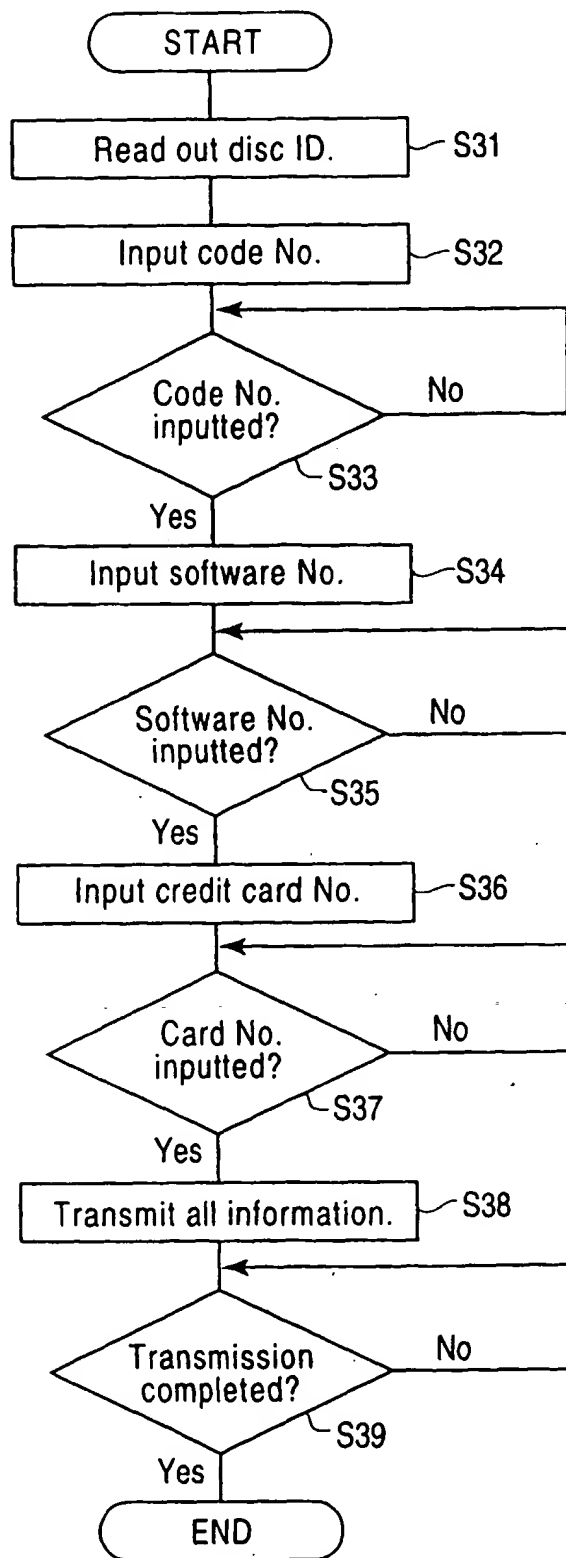 START
Read out disc ID.
S31
Input code No.
S32
Code No.
inputted?
No
S33
Yes
Input software No.
S34
Software No.
inputted?
No
S35
Yes
Input credit card No.
S36
Card No.
inputted?
No
S37
Yes
Transmit all information.
S38
Transmission
completed?
No
S39
Yes
END